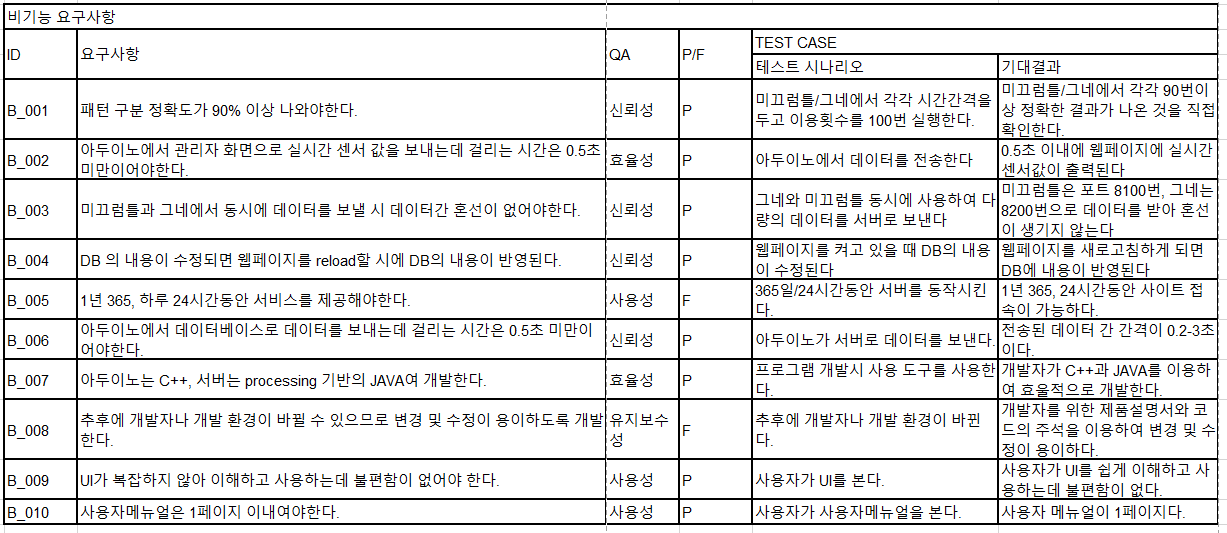 비기능 요구사항
ID
요구사항
QA
P/F
TEST CASE
테스트 시나리오
기대결과
B_001
패턴 구분 정확도가 90% 이상 나와야한다.
신뢰성
P
미끄럼틀/그네에서 각각 시간간격을
두고 이용횟수를 100번 실행한다.
미끄럼틀/그네에서 각각 90번이
상 정확한 결과가 나온 것을 직접
확인한다.
B_002
아두이노에서 관리자 화면으로 실시간 센서 값을 보내는데 걸리는 시간은 0.5초
미만이어야한다.
효율성
P
아두이노에서 데이터를 전송한다
0.5초 이내에 웹페이지에 실시간
센서값이 출력된다
B_003
미끄럼틀과 그네에서 동시에 데이터를 보낼 시 데이터간 혼선이 없어야한다.
신뢰성
P
그네와 미끄럼틀 동시에 사용하여 다
량의 데이터를 서버로 보낸다
미끄럼틀은 포트 8100번, 그네는
8200번으로 데이터를 받아 혼선
이 생기지 않는다
B_004
DB 의 내용이 수정되면 웹페이지를 reload할 시에 DB의 내용이 반영된다.
신뢰성
P
웹페이지를 켜고 있을 때 DB의 내용
이 수정된다
웹페이지를 새로고침하게 되면
DB에 내용이 반영된다
B_005
1년 365, 하루 24시간동안 서비스를 제공해야한다.
사용성
F
365일/24시간동안 서버를 동작시킨
다.
1년 365, 24시간동안 사이트 접
속이 가능하다.
B_006
아두이노에서 데이터베이스로 데이터를 보내는데 걸리는 시간은 0.5초 미만이
어야한다.
신뢰성
P
아두이노가 서버로 데이터를 보낸다.
전송된 데이터 간 간격이 0.2-3초
이다.
B_007
아두이노는 C++, 서버는 processing 기반의 JAVA여 개발한다.
효율성
P
프로그램 개발시 사용 도구를 사용한
다.
개발자가 C++과 JAVA를 이용하
여 효율적으로 개발한다.
B_008
추후에 개발자나 개발 환경이 바뀔 수 있으므로 변경 및 수정이 용이하도록 개발
한다.
유지보수
성
F
추후에 개발자나 개발 환경이 바뀐
다.
개발자를 위한 제품설명서와 코
드의 주석을 이용하여 변경 및 수
정이 용이하다.
B_009
UI가 복잡하지 않아 이해하고 사용하는데 불편함이 없어야 한다.
사용성
P
사용자가 UI를 본다.
사용자가 UI를 쉽게 이해하고 사
용하는데 불편함이 없다.
B_010
사용자메뉴얼은 1페이지 이내여야한다.
사용성
P
사용자가 사용자메뉴얼을 본다.
사용자 메뉴얼이 1페이지다.